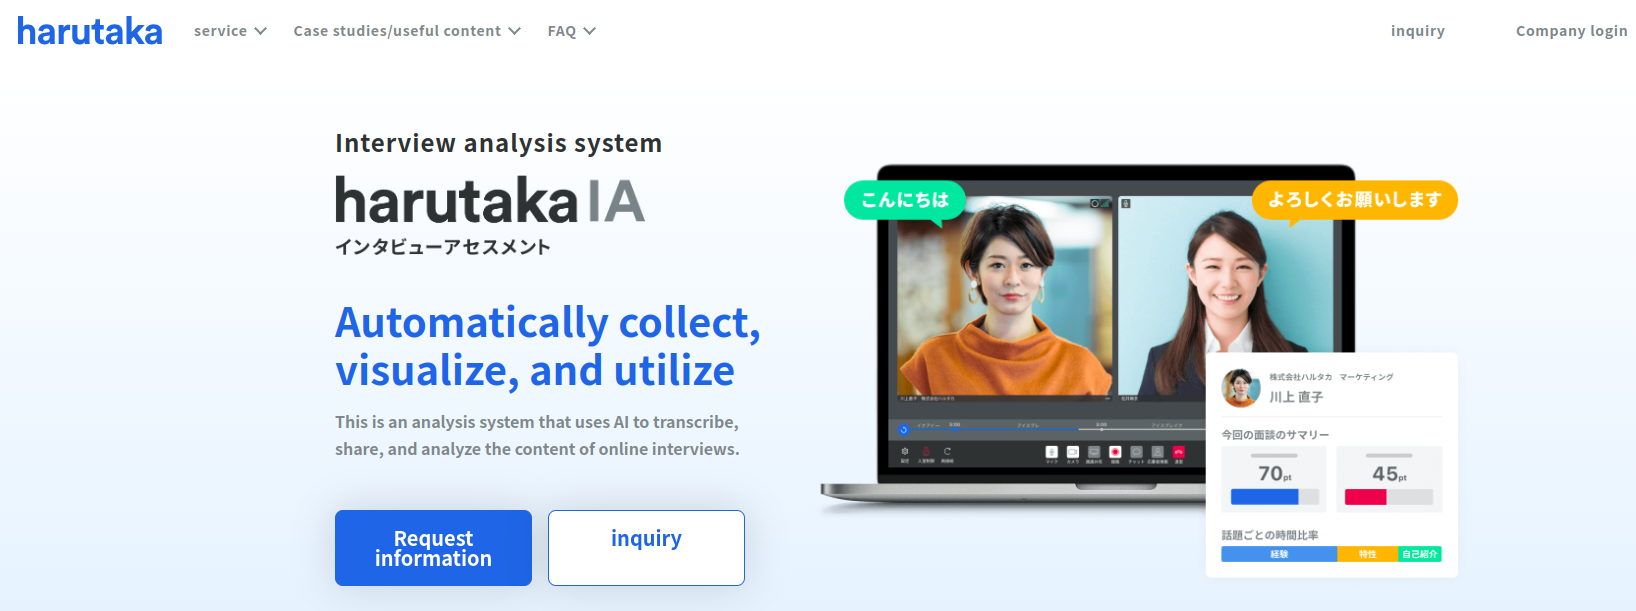 harutaka
service
Case studies/useful content
FAQ
inquiry
Company login
Interview analysis system
harutaka IA
インタビューアセスメント
Automatically collect,
visualize, and utilize
This is an analysis system that uses AI to transcribe,
share, and analyze the content of online interviews.
Request
information
inquiry
こんにちは
よろしくお願いします
株式会社ハルタカ マーケティング
川上 直子
今回の面談のサマリー
70pt
45pt
話題ごとの時間比率
経験
特性
自己紹介